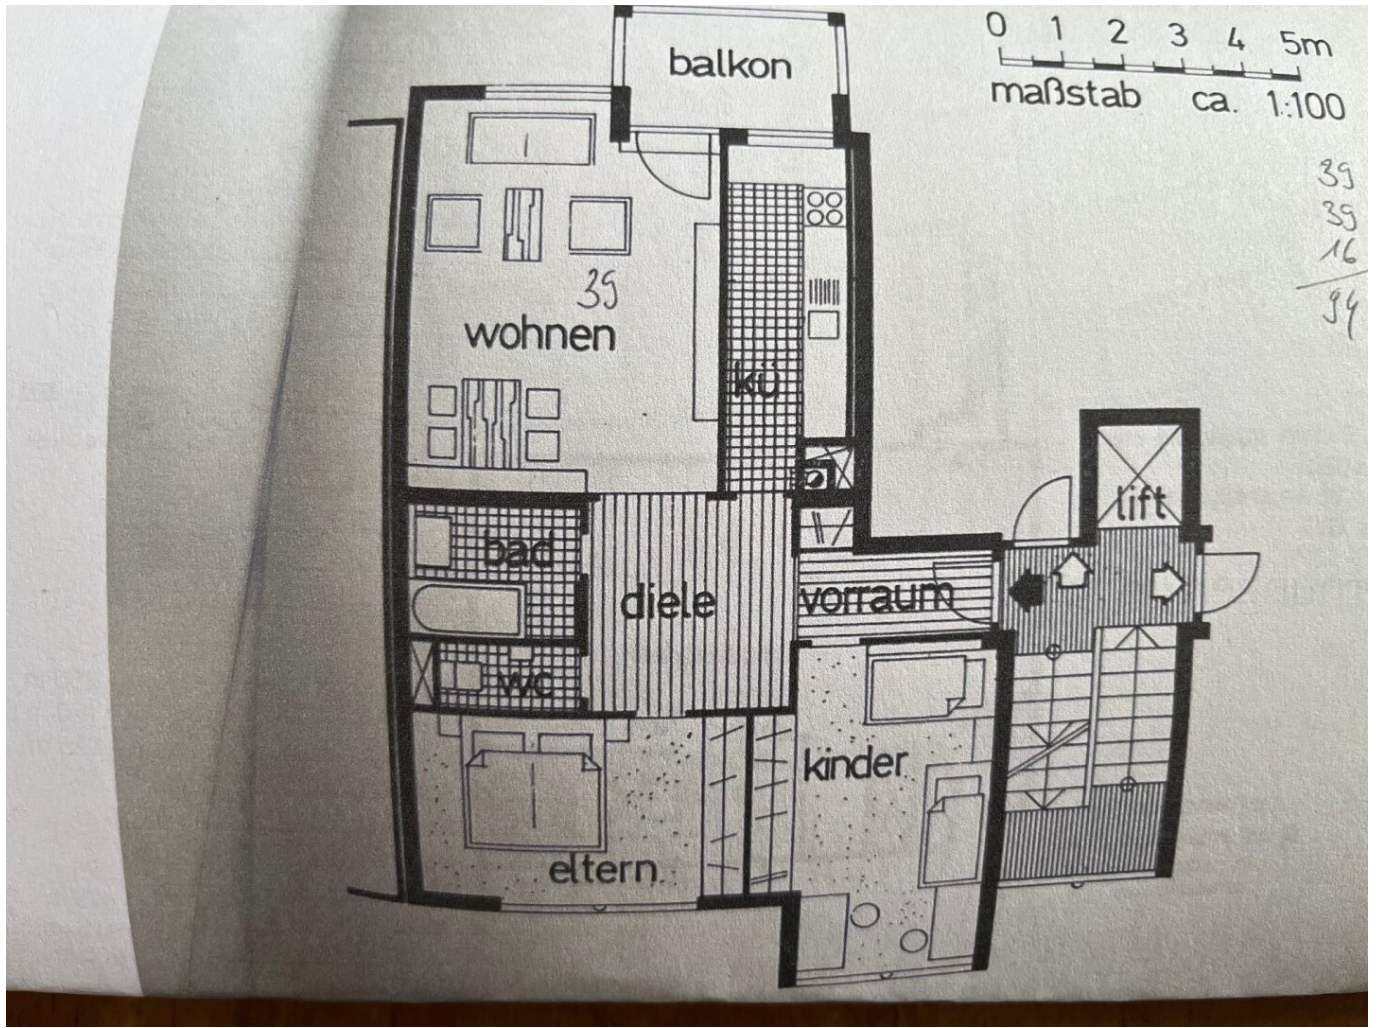 balkon
0 1 2 3 4 5m
maßstab ca. 1:100
39
39
16
94
39
wohnen
kü
lift
bad
diele
vorraum
wc
kinder
eltern